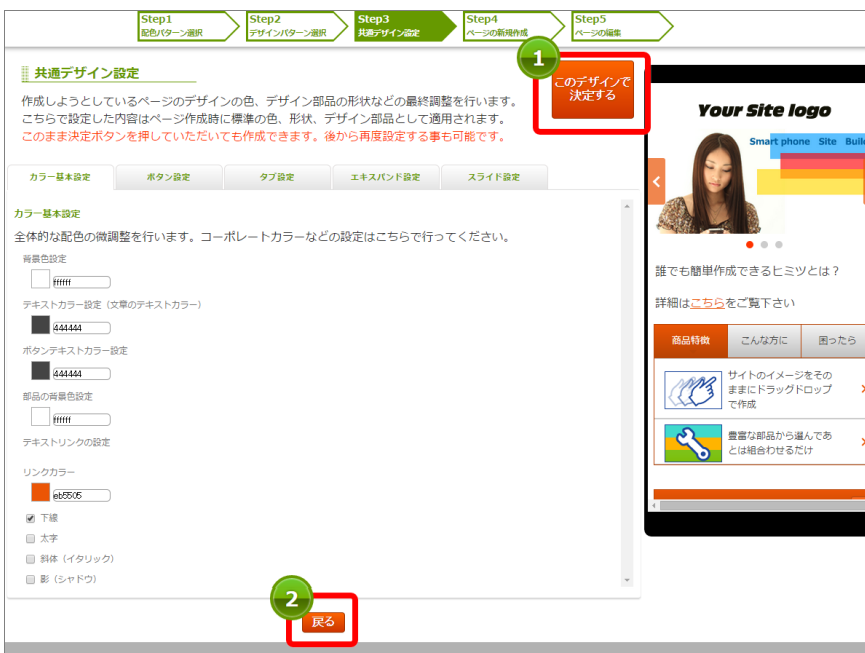 Step1
配色パターン選択
Step2
デザインパターン選択
Step3
共通デザイン設定
Step4
ページの新規作成
Step5
ページの編集
共通デザイン設定
1
このデザインで
決定する
作成しようとしているページのデザインの色、デザイン部品の形状などの最終調整を行います。
こちらで設定した内容はページ作成時に標準の色、形状、デザイン部品として適用されます。
このまま決定ボタンを押していただいても作成できます。後から再度設定する事も可能です。
カラー基本設定
ボタン設定
タブ設定
エキスパンド設定
スライド設定
カラー基本設定
全体的な配色の微調整を行います。コーポレートカラーなどの設定はこちらで行ってください。
背景色設定
ffffff
テキストカラー設定（文章のテキストカラー）
444444
ボタンテキストカラー設定
444444
部品の背景色設定
ffffff
テキストリンクの設定
リンクカラー
eb5505
下線
太字
斜体（イタリック）
影（シャドウ）
2
戻る
Your Site logo
Smart phone Site Builde
誰でも簡単作成できるヒミツとは？
詳細はこちらをご覧下さい
商品特徴
こんな方に
困ったら
サイトのイメージをその
ままにドラッグドロップ
で作成
豊富な部品から選んであ
とは組合わせるだけ